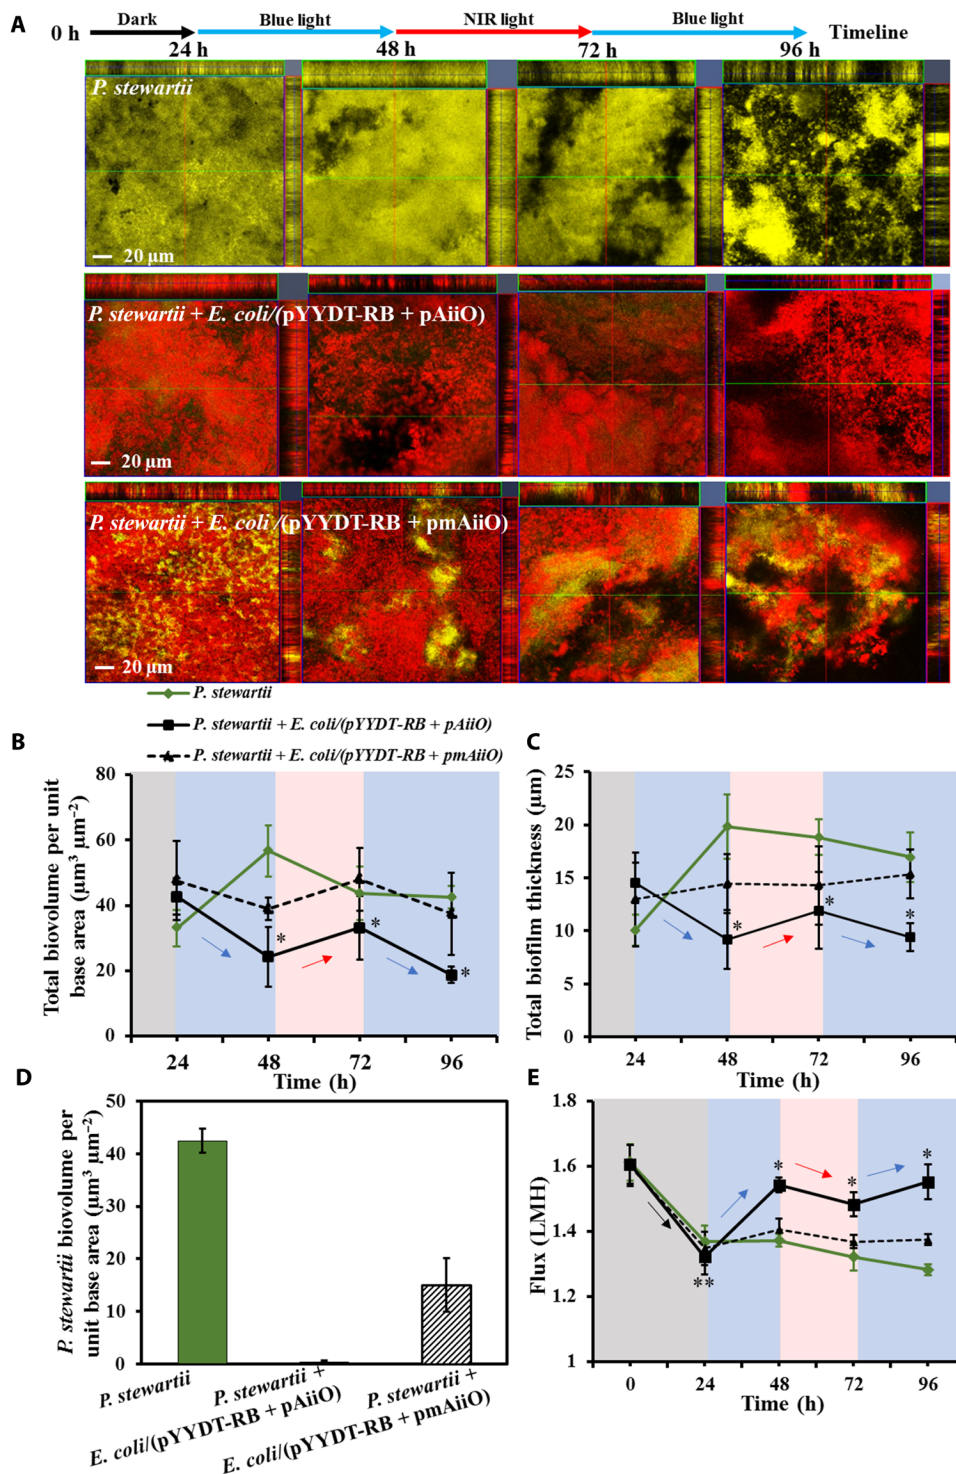 A
0 h
Dark
24 h
Blue light
48 h
NIR light
72 h
Blue light
96 h
Timeline
P. stewartii
20 µm
P. stewartii + E. coli/(pYYDT-RB + pAiiO)
20 µm
P. stewartii + E. coli /(pYYDT-RB + pmAiiO)
20 µm
P. stewartii
P. stewartii + E. coli/(pYYDT-RB + pAiiO)
P. stewartii + E. coli/(pYYDT-RB + pmAiiO)
B
Total biovolume per unit
base area (µm³ µm⁻²)
80
60
40
20
0
*
*
*
24
48
72
96
Time (h)
C
Total biofilm thickness (µm)
25
20
15
10
5
0
*
*
*
24
48
72
96
Time (h)
D
P. stewartii biovolume per
unit base area (µm³ µm⁻²)
50
40
30
20
10
0
P. stewartii
P. stewartii +
E. coli/(pYYDT-RB + pAiiO)
P. stewartii +
E. coli/(pYYDT-RB + pmAiiO)
E
Flux (LMH)
1.8
1.6
1.4
1.2
1
**
*
*
*
0
24
48
72
96
Time (h)